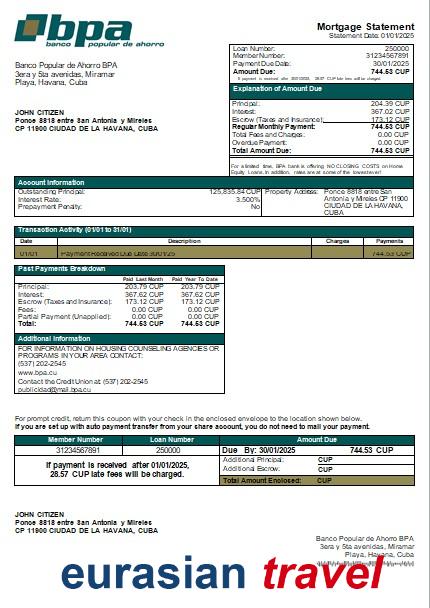 bpa
banco popular de ahorro
Mortgage Statement
Statement Date: 01/01/2025
Banco Popular de Ahorro BPA
3era y 5ta avenidas, Miramar
Playa, Havana, Cuba
Loan Number: 250000
Member Number: 31234567891
Payment Due Date: 30/01/2025
Amount Due: 744.53 CUP
If payment is received after 30/01/2025, 28.57 CUP late fees will be charged.
JOHN CITIZEN
Ponce 8818 entre San Antonia y Mireles
CP 11900 CIUDAD DE LA HAVANA, CUBA
Explanation of Amount Due
Principal: 204.39 CUP
Interest: 367.02 CUP
Escrow (Taxes and Insurance): 173.12 CUP
Regular Monthly Payment: 744.53 CUP
Total Fees and Charges: 0.00 CUP
Overdue Payment: 0.00 CUP
Total Amount Due: 744.53 CUP
For a limited time, BPA bank is offering NO CLOSING COSTS on Home
Equity Loans. In addition, rates are at some of the lowest ever!
Account Information
Outstanding Principal: 125,835.84 CUP
Interest Rate: 3.500%
Prepayment Penalty: No
Property Address: Ponce 8818 entre San
Antonia y Mireles CP 11900
CIUDAD DE LA HAVANA,
CUBA
Transaction Activity (01/01 to 31/01)
Date Description Charges Payments
01/01 Payment Received Due Date 30/01/25 744.53 CUP
Past Payments Breakdown
Paid Last Month Paid Year To Date
Principal: 203.79 CUP 203.79 CUP
Interest: 367.62 CUP 367.62 CUP
Escrow (Taxes and Insurance): 173.12 CUP 173.12 CUP
Fees: 0.00 CUP 0.00 CUP
Partial Payment (Unapplied): 0.00 CUP 0.00 CUP
Total: 744.53 CUP 744.53 CUP
Additional Information
FOR INFORMATION ON HOUSING COUNSELING AGENCIES OR
PROGRAMS IN YOUR AREA CONTACT:
(537) 202-2545
www.bpa.cu
Contact the Credit Union at: (537) 202-2545
publicidad@mail.bpa.cu
For prompt credit, return this coupon with your check in the enclosed envelope to the location shown below.
If you are set up with auto payment transfer from your share account, you do not need to mail your payment.
Member Number Loan Number Amount Due
31234567891 250000 Due By: 30/01/2025 744.53 CUP
If payment is received after 01/01/2025,
28.57 CUP late fees will be charged.
Additional Principal: CUP
Additional Escrow: CUP
Total Amount Enclosed: CUP
JOHN CITIZEN
Ponce 8818 entre San Antonia y Mireles
CP 11900 CIUDAD DE LA HAVANA, CUBA
Banco Popular de Ahorro BPA
3era y 5ta avenidas, Miramar
Playa, Havana, Cuba
eurasian travel